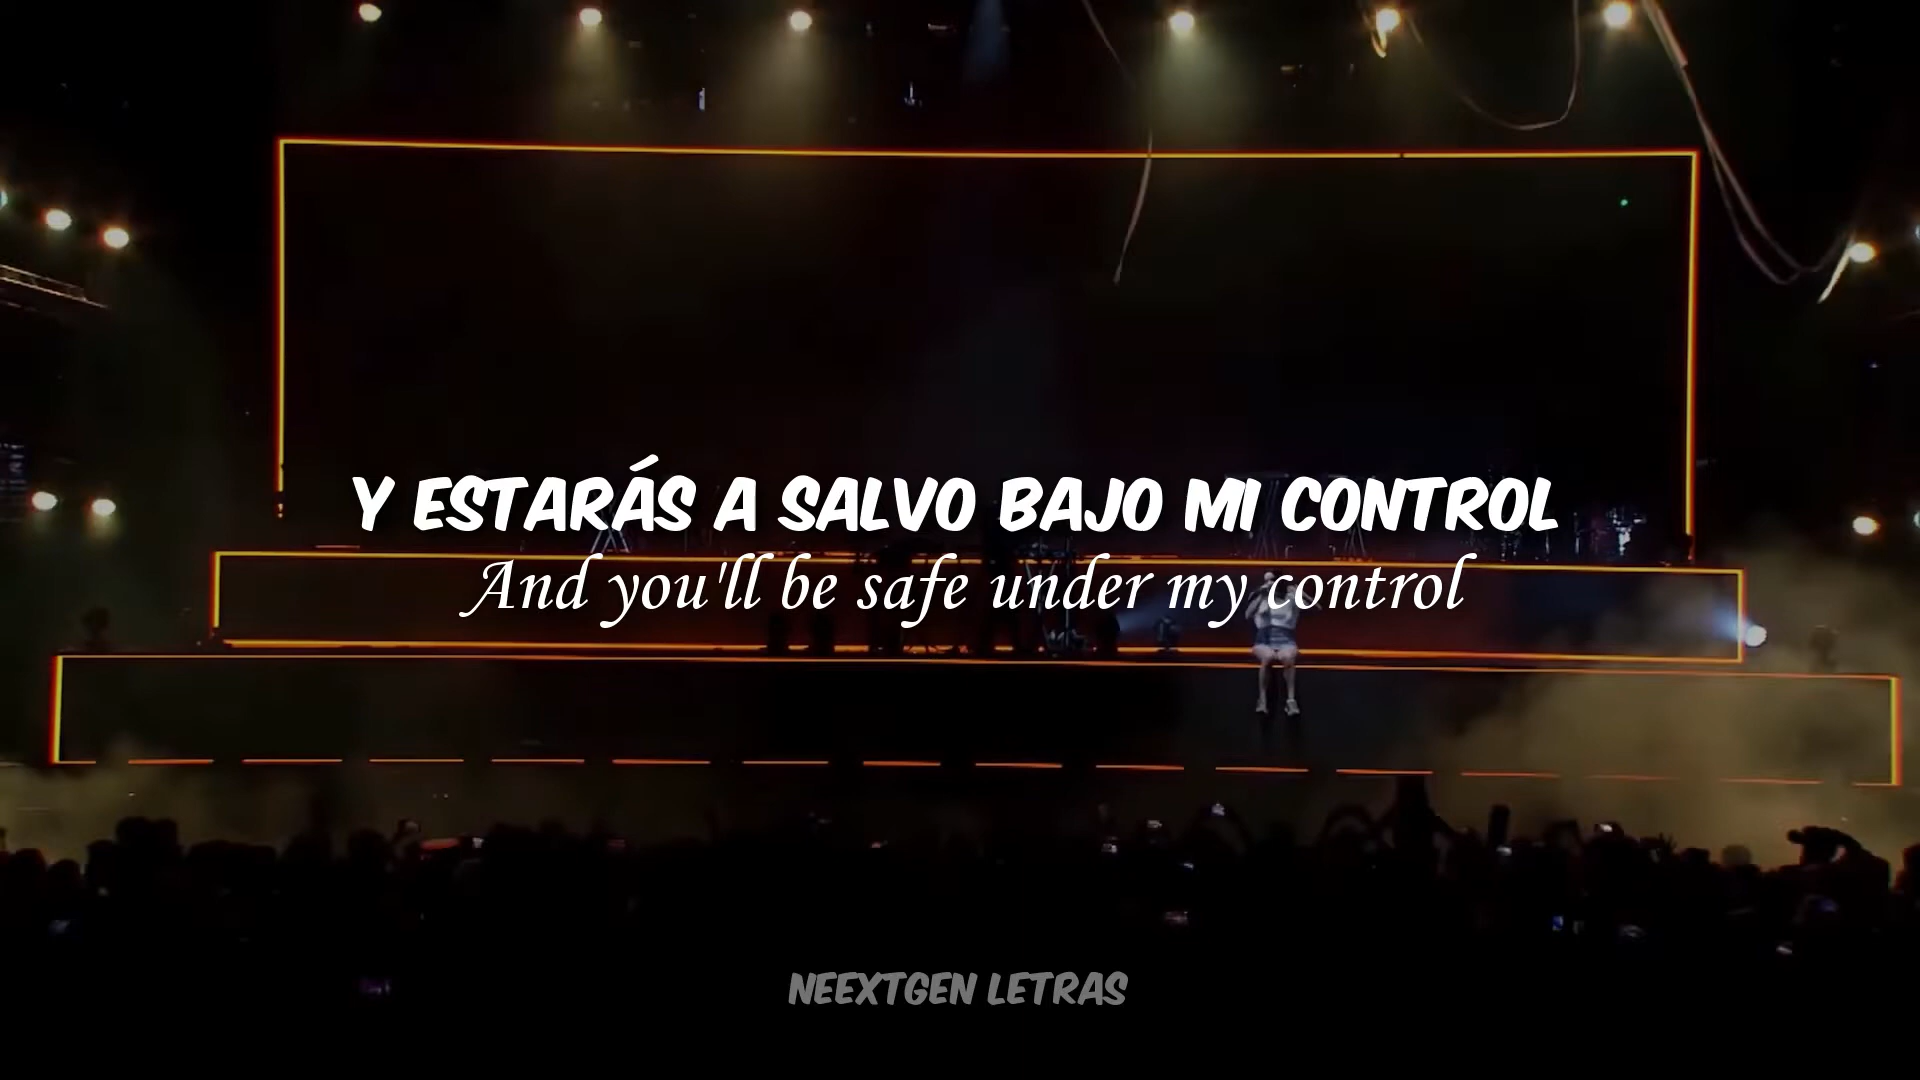 Y ESTARÁS A SALVO BAJO MI CONTROL
And you'll be safe under my control
NEEXTGEN LETRAS